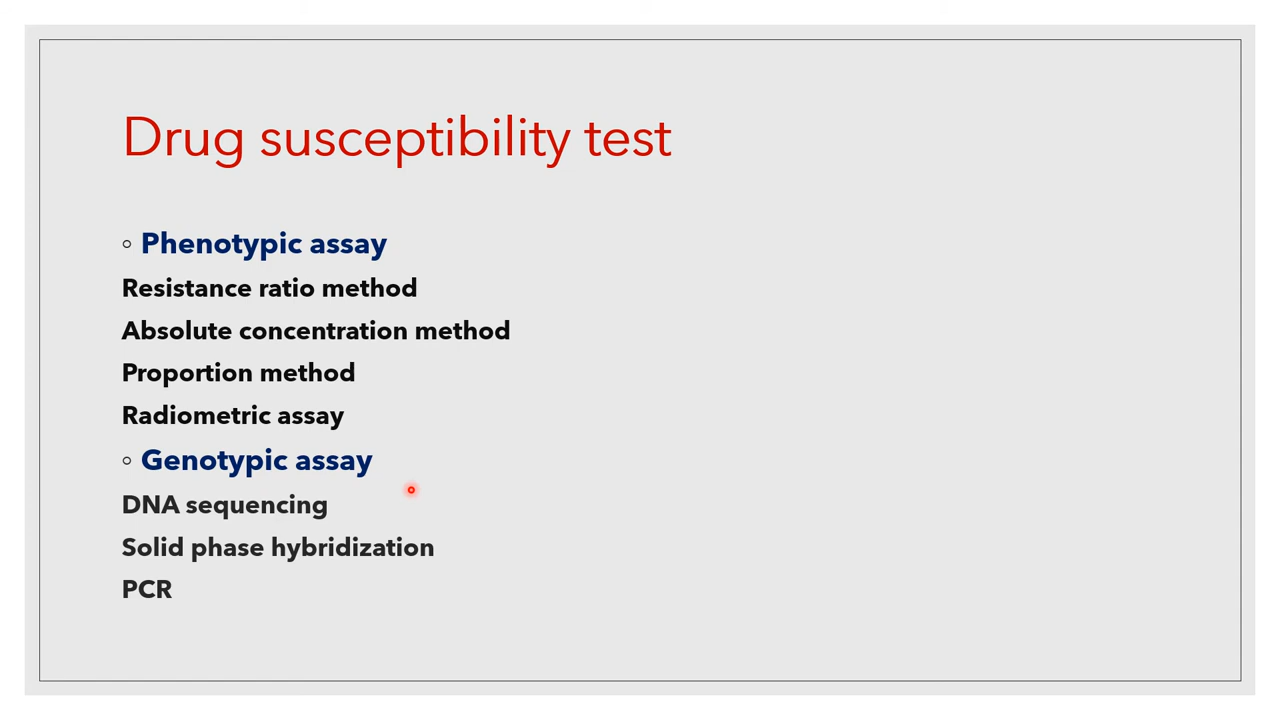 Drug susceptibility test
◦ Phenotypic assay
Resistance ratio method
Absolute concentration method
Proportion method
Radiometric assay
◦ Genotypic assay
DNA sequencing
Solid phase hybridization
PCR